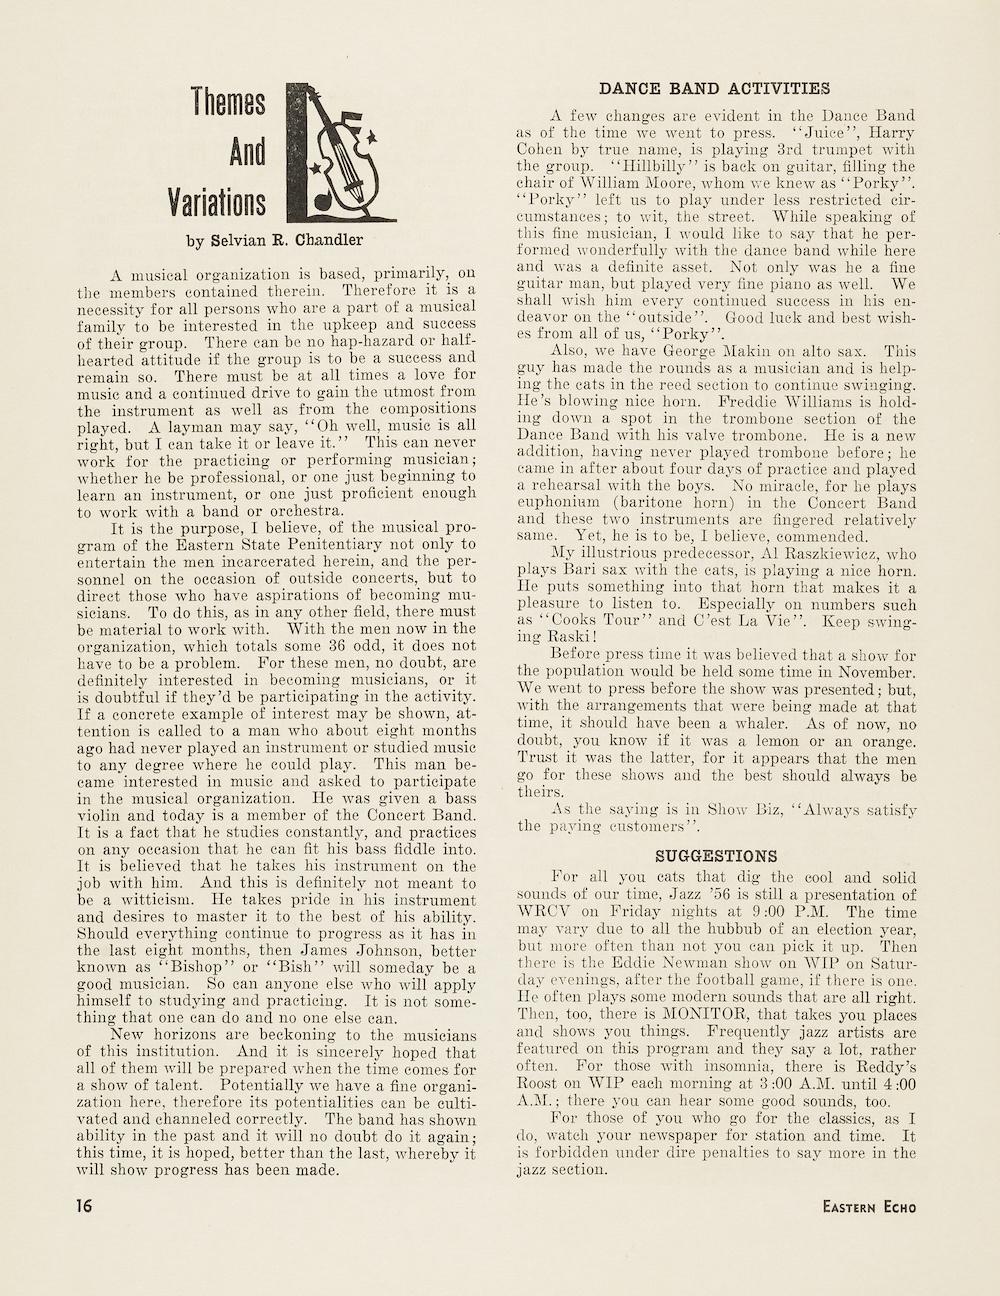 Themes
And
Variations
by Selvian R. Chandler
A musical organization is based, primarily, on
the members contained therein. Therefore it is a
necessity for all persons who are a part of a musical
family to be interested in the upkeep and success
of their group. There can be no hap-hazard or half-
hearted attitude if the group is to be a success and
remain so. There must be at all times a love for
music and a continued drive to gain the utmost from
the instrument as well as from the compositions
played. A layman may say, "Oh well, music is all
right, but I can take it or leave it." This can never
work for the practicing or performing musician;
whether he be professional, or one just beginning to
learn an instrument, or one just proficient enough
to work with a band or orchestra.
It is the purpose, I believe, of the musical pro-
gram of the Eastern State Penitentiary not only to
entertain the men incarcerated herein, and the per-
sonnel on the occasion of outside concerts, but to
direct those who have aspirations of becoming mu-
sicians. To do this, as in any other field, there must
be material to work with. With the men now in the
organization, which totals some 36 odd, it does not
have to be a problem. For these men, no doubt, are
definitely interested in becoming musicians, or it
is doubtful if they'd be participating in the activity.
If a concrete example of interest may be shown, at-
tention is called to a man who about eight months
ago had never played an instrument or studied music
to any degree where he could play. This man be-
came interested in music and asked to participate
in the musical organization. He was given a bass
violin and today is a member of the Concert Band.
It is a fact that he studies constantly, and practices
on any occasion that he can fit his bass fiddle into.
It is believed that he takes his instrument on the
job with him. And this is definitely not meant to
be a witticism. He takes pride in his instrument
and desires to master it to the best of his ability.
Should everything continue to progress as it has in
the last eight months, then James Johnson, better
known as "Bishop" or "Bish" will someday be a
good musician. So can anyone else who will apply
himself to studying and practicing. It is not some-
thing that one can do and no one else can.
New horizons are beckoning to the musicians
of this institution. And it is sincerely hoped that
all of them will be prepared when the time comes for
a show of talent. Potentially we have a fine organi-
zation here, therefore its potentialities can be culti-
vated and channeled correctly. The band has shown
ability in the past and it will no doubt do it again;
this time, it is hoped, better than the last, whereby it
will show progress has been made.
DANCE BAND ACTIVITIES
A few changes are evident in the Dance Band
as of the time we went to press. "Juice", Harry
Cohen by true name, is playing 3rd trumpet with
the group. "Hillbilly" is back on guitar, filling the
chair of William Moore, whom we knew as "Porky".
"Porky" left us to play under less restricted cir-
cumstances; to wit, the street. While speaking of
this fine musician, I would like to say that he per-
formed wonderfully with the dance band while here
and was a definite asset. Not only was he a fine
guitar man, but played very fine piano as well. We
shall wish him every continued success in his en-
deavor on the "outside". Good luck and best wish-
es from all of us, "Porky".
Also, we have George Makin on alto sax. This
guy has made the rounds as a musician and is help-
ing the cats in the reed section to continue swinging.
He's blowing nice horn. Freddie Williams is hold-
ing down a spot in the trombone section of the
Dance Band with his valve trombone. He is a new
addition, having never played trombone before; he
came in after about four days of practice and played
a rehearsal with the boys. No miracle, for he plays
euphonium (baritone horn) in the Concert Band
and these two instruments are fingered relatively
same. Yet, he is to be, I believe, commended.
My illustrious predecessor, Al Raszkiewicz, who
plays Bari sax with the cats, is playing a nice horn.
He puts something into that horn that makes it a
pleasure to listen to. Especially on numbers such
as "Cooks Tour" and C'est La Vie". Keep swing-
ing Raski!
Before press time it was believed that a show for
the population would be held some time in November.
We went to press before the show was presented; but,
with the arrangements that were being made at that
time, it should have been a whaler. As of now, no
doubt, you know if it was a lemon or an orange.
Trust it was the latter, for it appears that the men
go for these shows and the best should always be
theirs.
As the saying is in Show Biz, "Always satisfy
the paying customers".
SUGGESTIONS
For all you cats that dig the cool and solid
sounds of our time, Jazz '56 is still a presentation of
WRCV on Friday nights at 9:00 P.M. The time
may vary due to all the hubbub of an election year,
but more often than not you can pick it up. Then
there is the Eddie Newman show on WIP on Satur-
day evenings, after the football game, if there is one.
He often plays some modern sounds that are all right.
Then, too, there is MONITOR, that takes you places
and shows you things. Frequently jazz artists are
featured on this program and they say a lot, rather
often. For those with insomnia, there is Reddy's
Roost on WIP each morning at 3:00 A.M. until 4:00
A.M.; there you can hear some good sounds, too.
For those of you who go for the classics, as I
do, watch your newspaper for station and time. It
is forbidden under dire penalties to say more in the
jazz section.
16
EASTERN ECHO